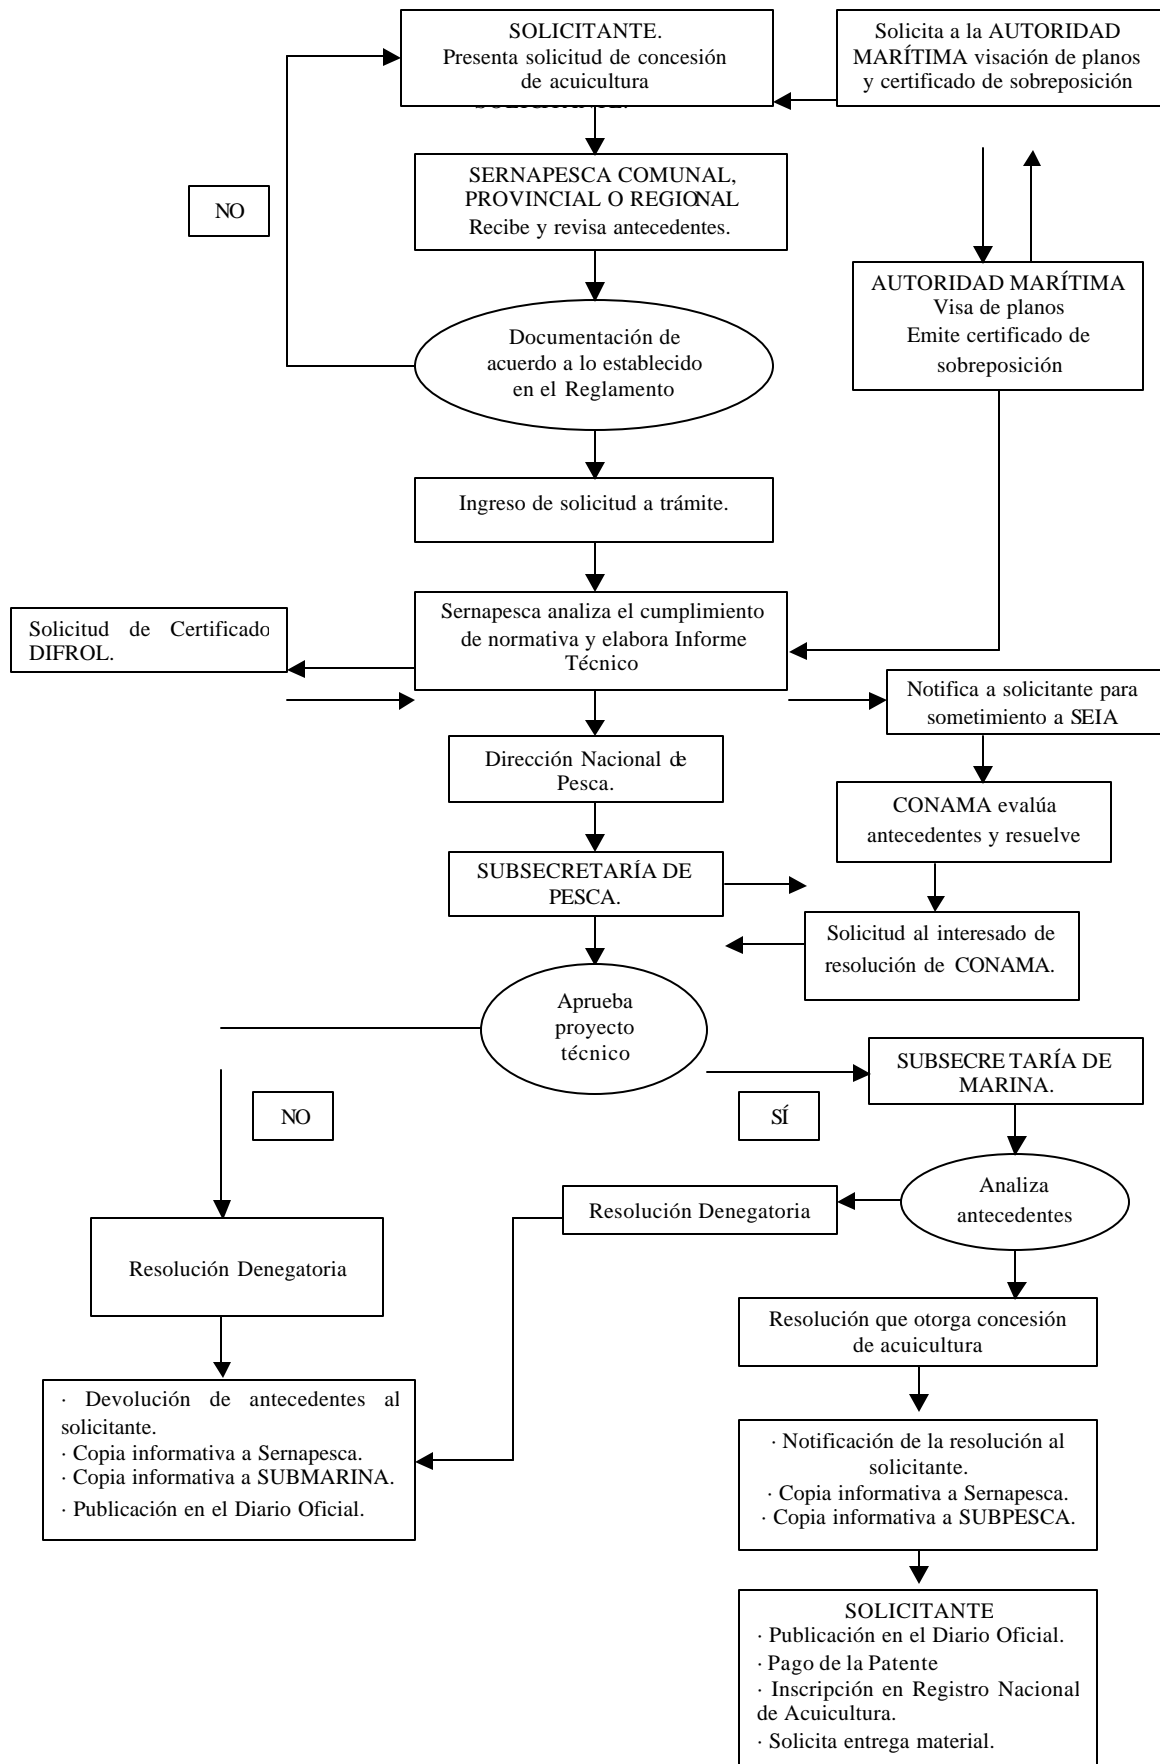 SOLICITANTE.
Presenta solicitud de concesión
de acuicultura
SOLICITANTE.
Solicita a la AUTORIDAD
MARÍTIMA visación de planos
y certificado de sobreposición
SERNAPESCA COMUNAL,
PROVINCIAL O REGIONAL
Recibe y revisa antecedentes.
NO
AUTORIDAD MARÍTIMA
Visa de planos
Emite certificado de
sobreposición
Documentación de
acuerdo a lo establecido
en el Reglamento
Ingreso de solicitud a trámite.
Sernapesca analiza el cumplimiento
de normativa y elabora Informe
Técnico
Solicitud de Certificado
DIFROL.
Notifica a solicitante para
sometimiento a SEIA
Dirección Nacional de
Pesca.
CONAMA evalúa
antecedentes y resuelve
SUBSECRETARÍA DE
PESCA.
Solicitud al interesado de
resolución de CONAMA.
Aprueba
proyecto
técnico
SUBSECRETARÍA DE
MARINA.
NO
SÍ
Analiza
antecedentes
Resolución Denegatoria
Resolución Denegatoria
Resolución que otorga concesión
de acuicultura
· Devolución de antecedentes al
solicitante.
· Copia informativa a Sernapesca.
· Copia informativa a SUBMARINA.
· Publicación en el Diario Oficial.
· Notificación de la resolución al
solicitante.
· Copia informativa a Sernapesca.
· Copia informativa a SUBPESCA.
SOLICITANTE
· Publicación en el Diario Oficial.
· Pago de la Patente
· Inscripción en Registro Nacional
de Acuicultura.
· Solicita entrega material.